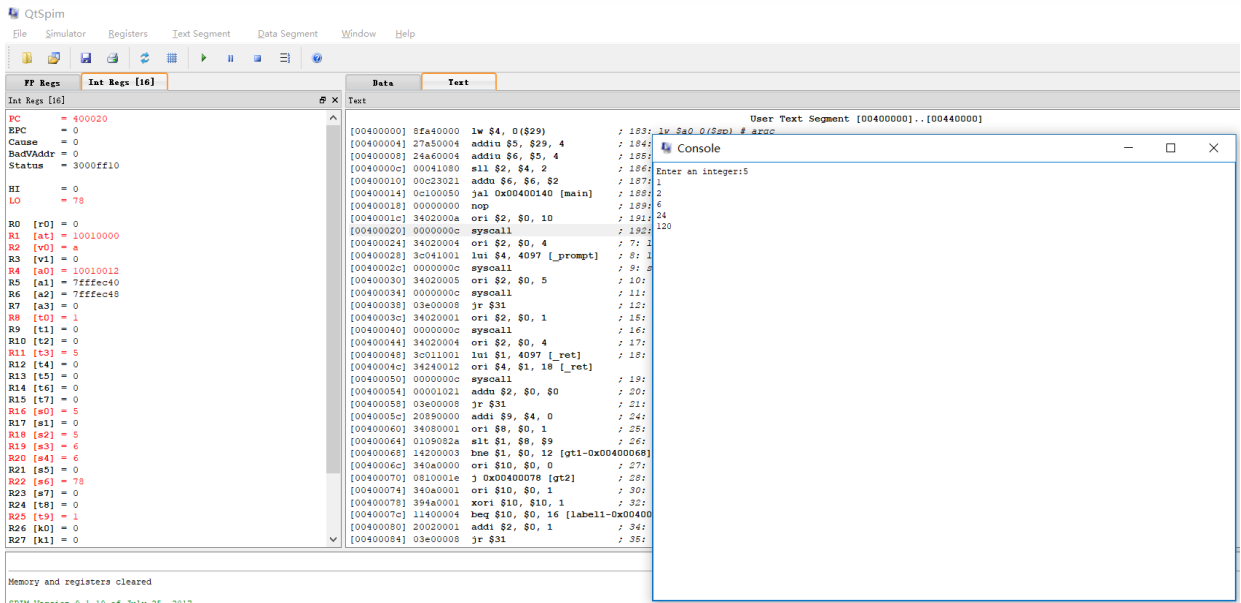 QtSpim
File Simulator Registers Text Segment Data Segment Window Help
FP Regs Int Regs [16] Data Text
Int Regs [16] Text
PC = 400020
EPC = 0
Cause = 0
BadVAddr = 0
Status = 3000ff10
HI = 0
LO = 78
R0 [r0] = 0
R1 [at] = 10010000
R2 [v0] = a
R3 [v1] = 0
R4 [a0] = 10010012
R5 [a1] = 7fffec40
R6 [a2] = 7fffec48
R7 [a3] = 0
R8 [t0] = 1
R9 [t1] = 0
R10 [t2] = 0
R11 [t3] = 5
R12 [t4] = 0
R13 [t5] = 0
R14 [t6] = 0
R15 [t7] = 0
R16 [s0] = 5
R17 [s1] = 0
R18 [s2] = 5
R19 [s3] = 6
R20 [s4] = 6
R21 [s5] = 0
R22 [s6] = 78
R23 [s7] = 0
R24 [t8] = 0
R25 [t9] = 1
R26 [k0] = 0
R27 [k1] = 0
User Text Segment [00400000]..[00440000]
[00400000] 8fa40000 lw $4, 0($29) ; 183: lw $a0 0($sp) # argc
[00400004] 27a50004 addiu $5, $29, 4 ; 184:
[00400008] 24a60004 addiu $6, $5, 4 ; 185:
[0040000c] 00041080 sll $2, $4, 2 ; 186:
[00400010] 00c23021 addu $6, $6, $2 ; 187:
[00400014] 0c100050 jal 0x00400140 [main] ; 188:
[00400018] 00000000 nop ; 189:
[0040001c] 3402000a ori $2, $0, 10 ; 191:
[00400020] 0000000c syscall ; 192:
[00400024] 34020004 ori $2, $0, 4 ; 7: l
[00400028] 3c041001 lui $4, 4097 [_prompt] ; 8: l
[0040002c] 0000000c syscall ; 9: s
[00400030] 34020005 ori $2, $0, 5 ; 10:
[00400034] 0000000c syscall ; 11:
[00400038] 03e00008 jr $31 ; 12:
[0040003c] 34020001 ori $2, $0, 1 ; 15:
[00400040] 0000000c syscall ; 16:
[00400044] 34020004 ori $2, $0, 4 ; 17:
[00400048] 3c011001 lui $1, 4097 [_ret] ; 18:
[0040004c] 34240012 ori $4, $1, 18 [_ret]
[00400050] 0000000c syscall ; 19:
[00400054] 00001021 addu $2, $0, $0 ; 20:
[00400058] 03e00008 jr $31 ; 21:
[0040005c] 20890000 addi $9, $4, 0 ; 24:
[00400060] 34080001 ori $8, $0, 1 ; 25:
[00400064] 0109082a slt $1, $8, $9 ; 26:
[00400068] 14200003 bne $1, $0, 12 [gt1-0x00400068]
[0040006c] 340a0000 ori $10, $0, 0 ; 27:
[00400070] 0810001e j 0x00400078 [gt2] ; 28:
[00400074] 340a0001 ori $10, $0, 1 ; 30:
[00400078] 394a0001 xori $10, $10, 1 ; 32:
[0040007c] 11400004 beq $10, $0, 16 [label1-0x00400
[00400080] 20020001 addi $2, $0, 1 ; 34:
[00400084] 03e00008 jr $31 ; 35:
Console
Enter an integer:5
1
2
6
24
120
Memory and registers cleared